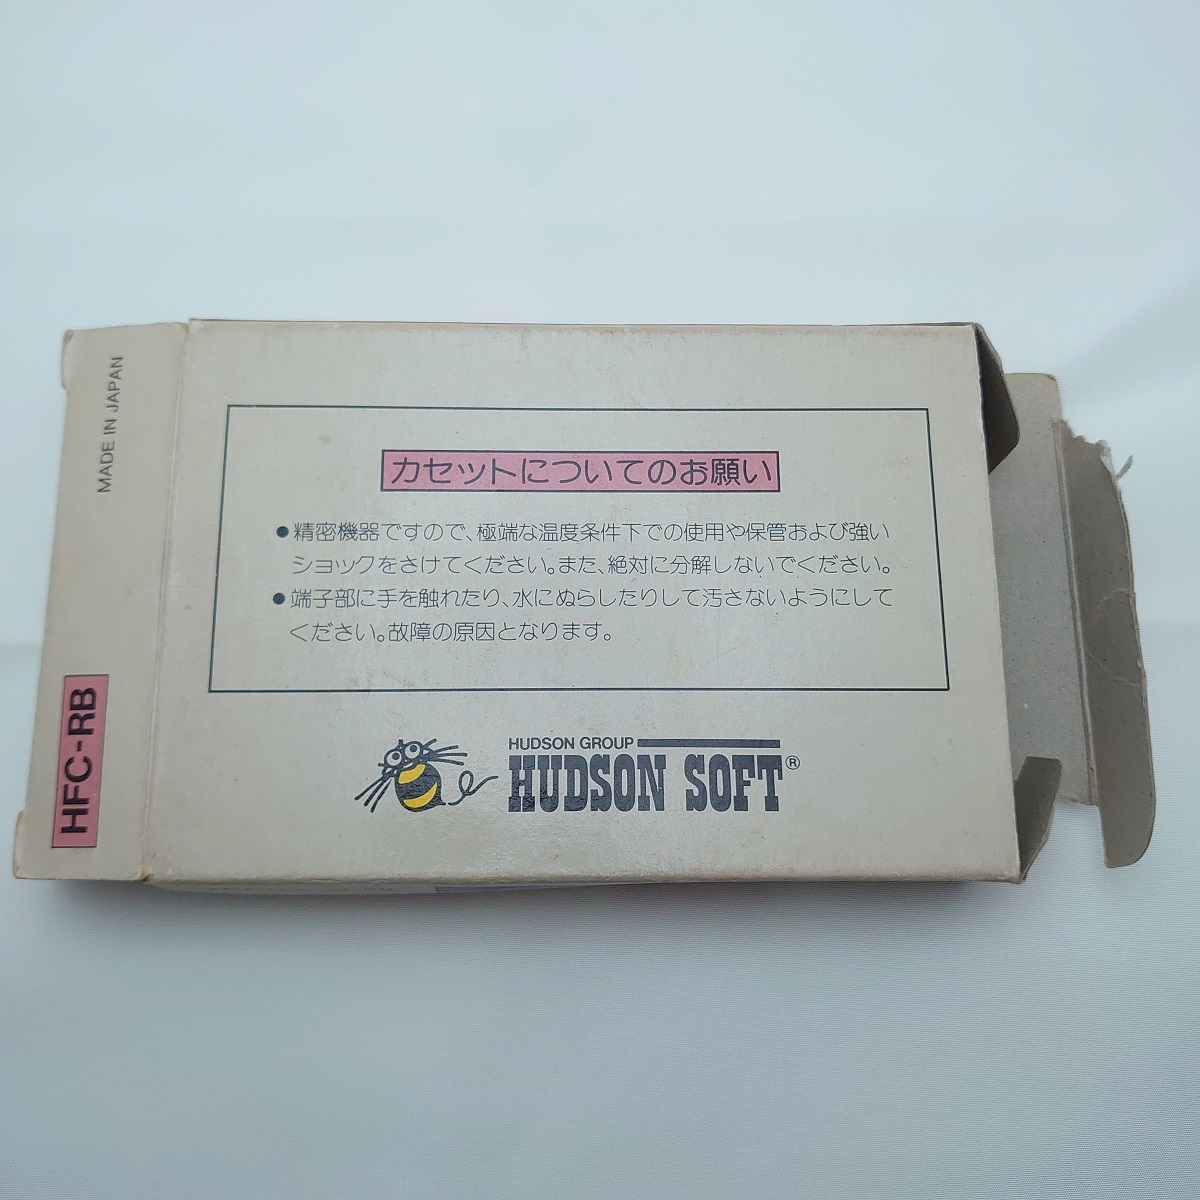 MADE IN JAPAN
HFC-RB
カセットについてのお願い
●精密機器ですので、極端な温度条件下での使用や保管および強い
ショックをさけてください。また、絶対に分解しないでください。
●端子部に手を触れたり、水にぬらしたりして汚さないようにして
ください。故障の原因となります。
HUDSON GROUP
HUDSON SOFT®